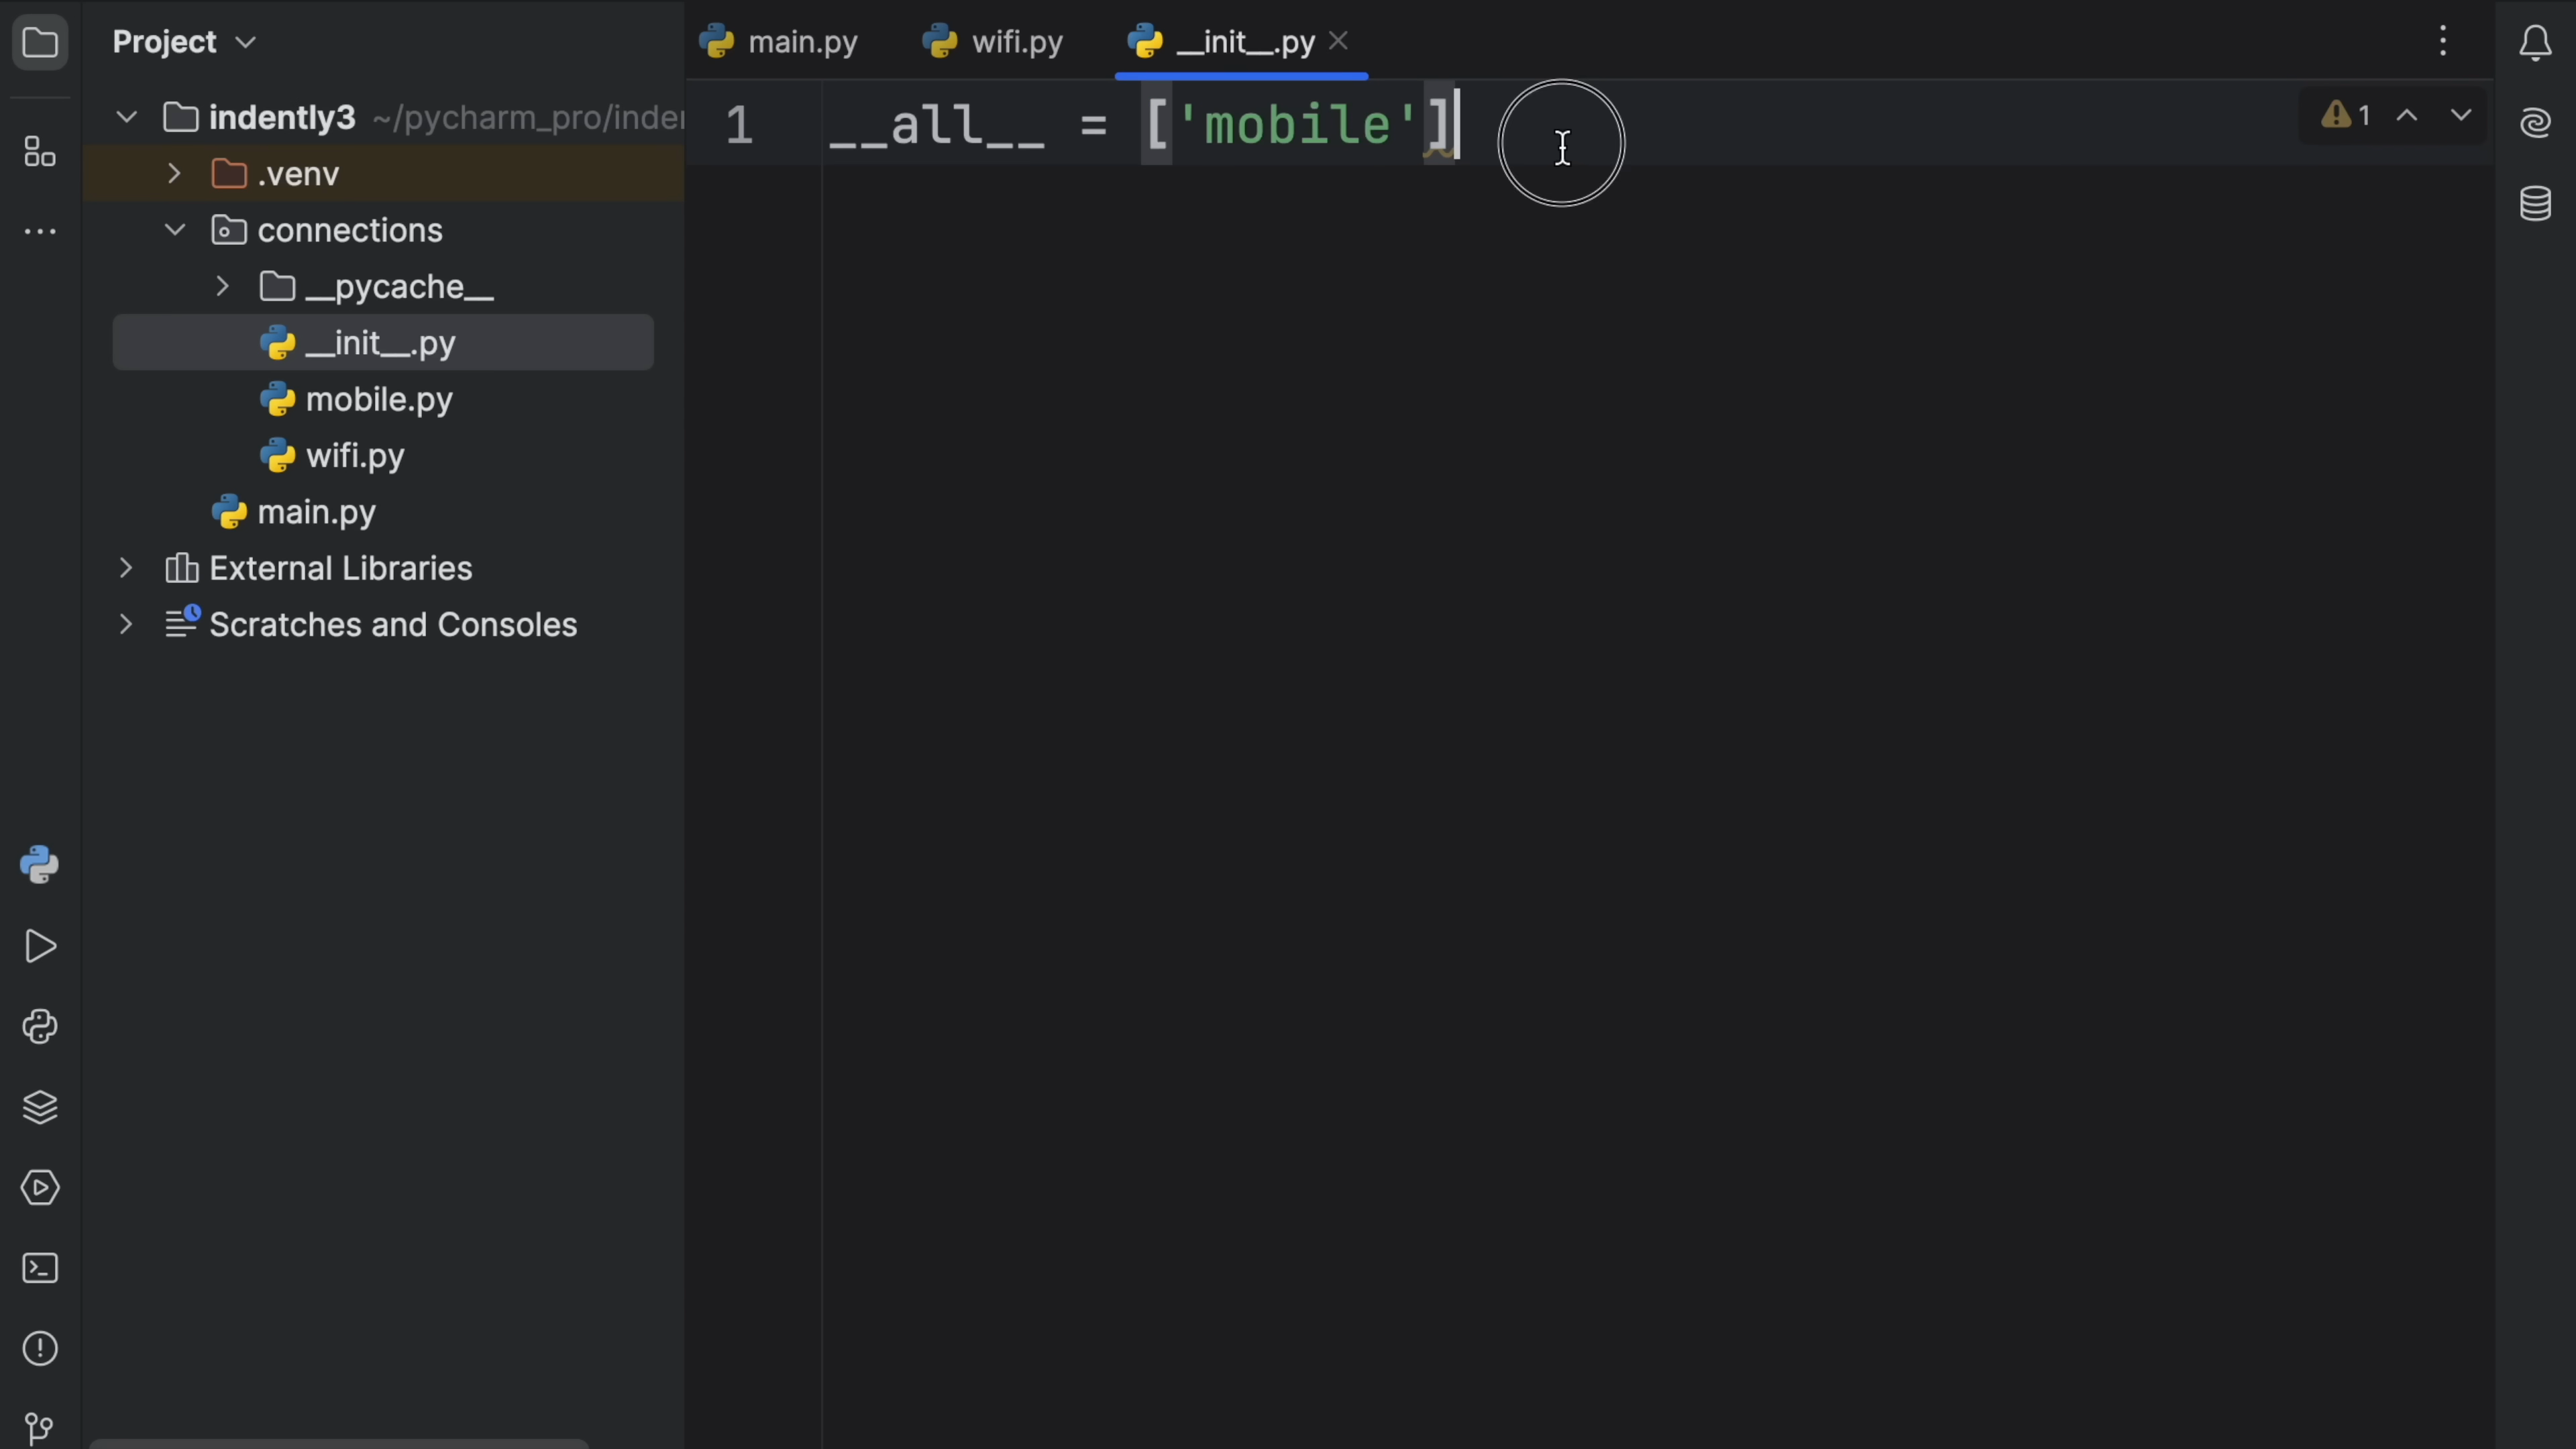 Project
indently3 ~/pycharm_pro/inden
.venv
connections
__pycache__
__init__.py
mobile.py
wifi.py
main.py
External Libraries
Scratches and Consoles
main.py wifi.py __init__.py
1 __all__ = ['mobile']
1